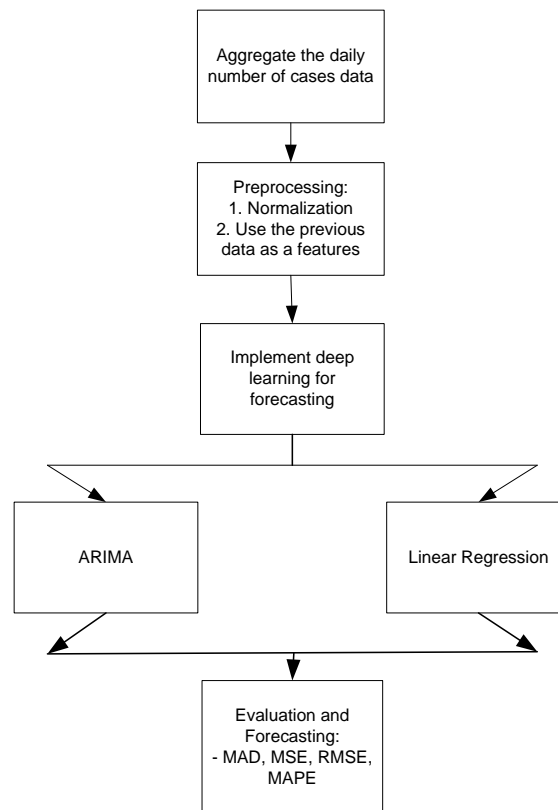 Aggregate the daily
number of cases data
Preprocessing:
1. Normalization
2. Use the previous
data as a features
Implement deep
learning for
forecasting
ARIMA
Linear Regression
Evaluation and
Forecasting:
- MAD, MSE, RMSE,
MAPE